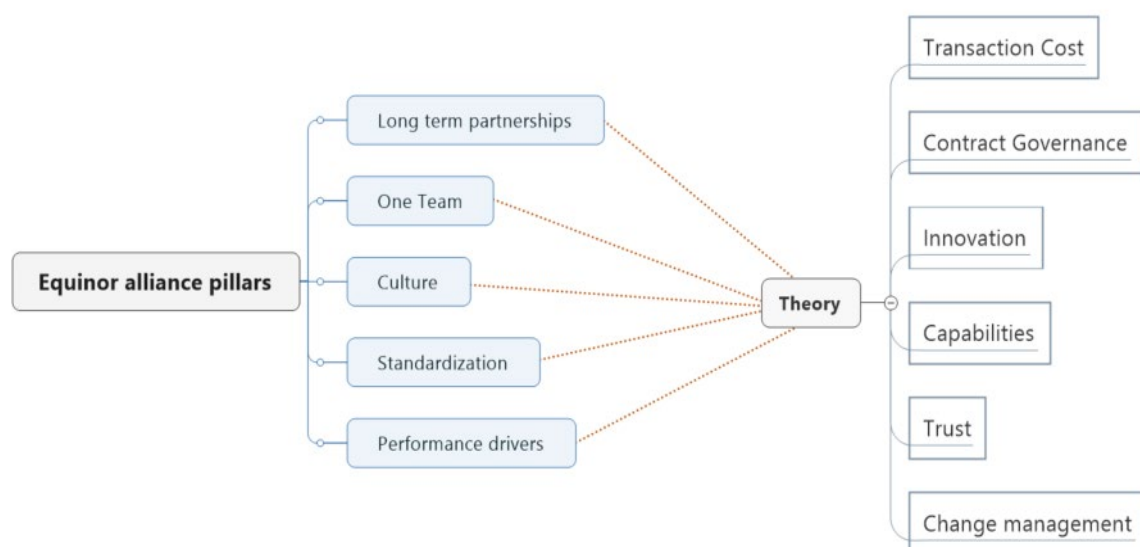 Equinor alliance pillars
Long term partnerships
One Team
Culture
Standardization
Performance drivers
Theory
Transaction Cost
Contract Governance
Innovation
Capabilities
Trust
Change management